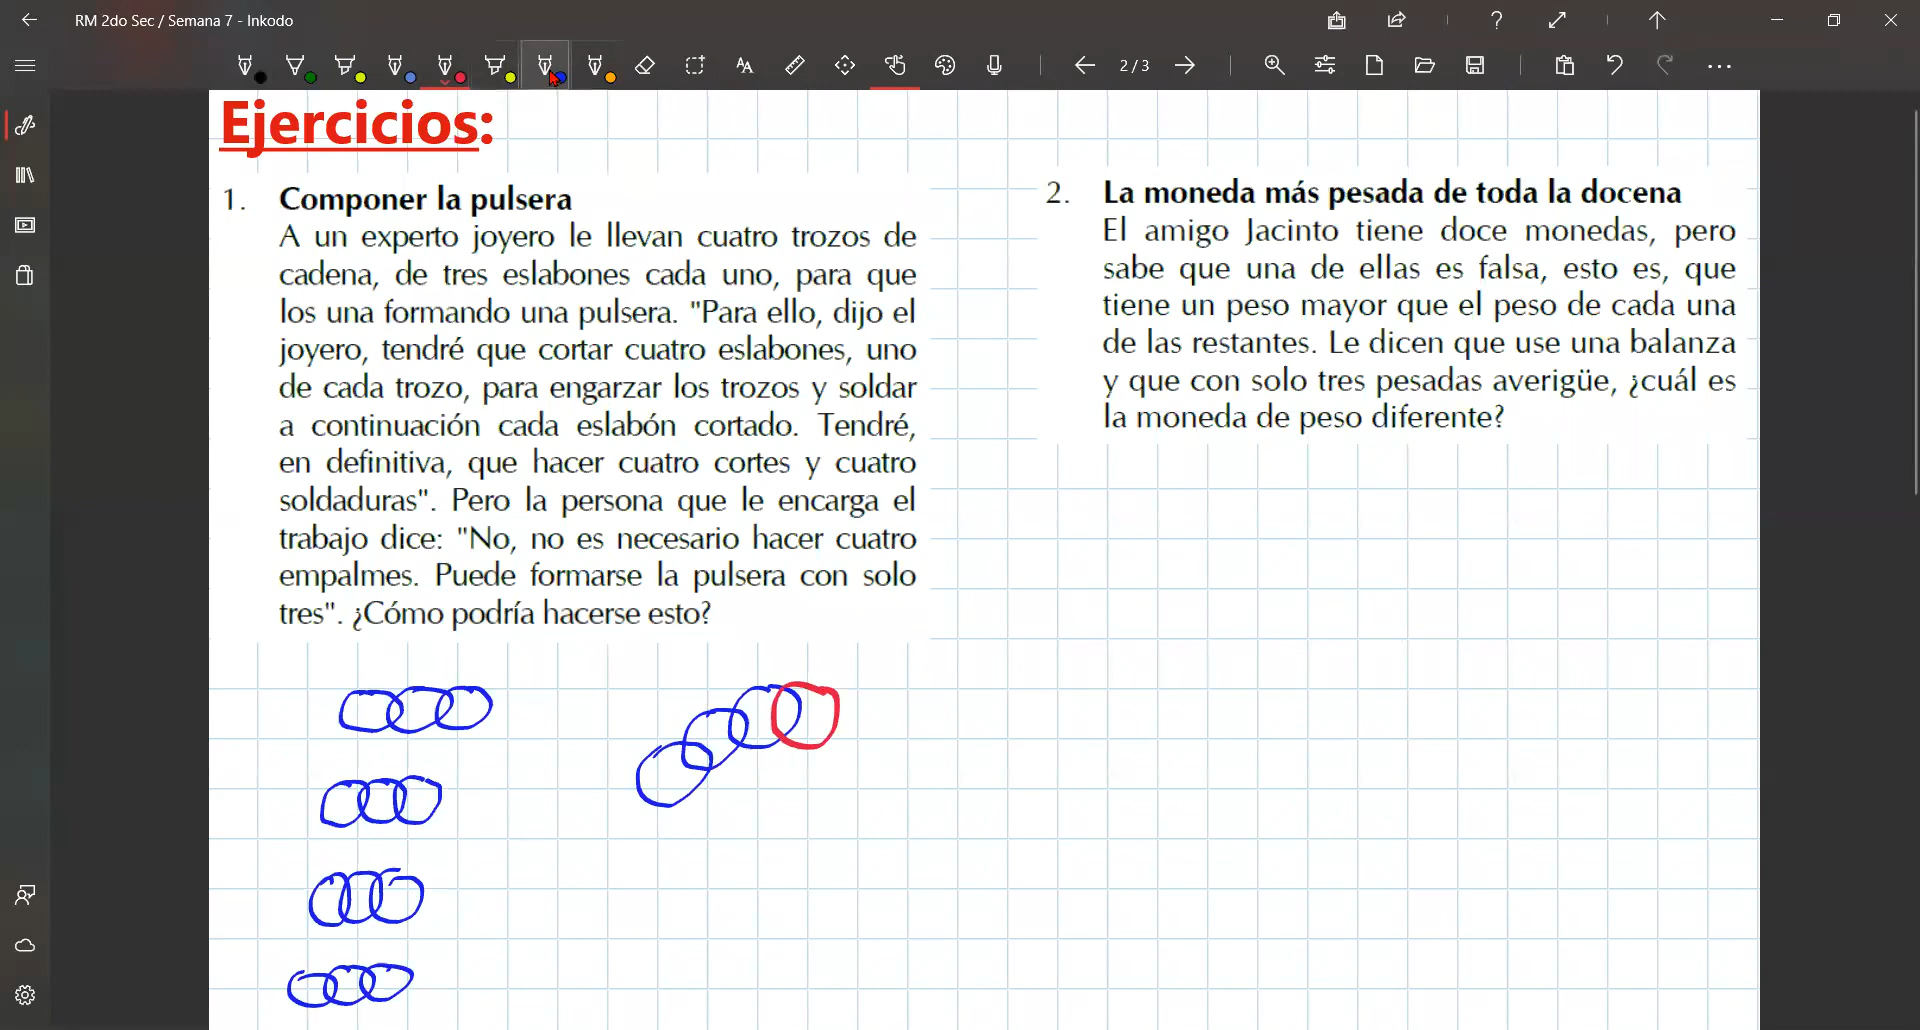 RM 2do Sec / Semana 7 - Inkodo
2 / 3
Ejercicios:
1. Componer la pulsera
A un experto joyero le llevan cuatro trozos de
cadena, de tres eslabones cada uno, para que
los una formando una pulsera. "Para ello, dijo el
joyero, tendré que cortar cuatro eslabones, uno
de cada trozo, para engarzar los trozos y soldar
a continuación cada eslabón cortado. Tendré,
en definitiva, que hacer cuatro cortes y cuatro
soldaduras". Pero la persona que le encarga el
trabajo dice: "No, no es necesario hacer cuatro
empalmes. Puede formarse la pulsera con solo
tres". ¿Cómo podría hacerse esto?
2. La moneda más pesada de toda la docena
El amigo Jacinto tiene doce monedas, pero
sabe que una de ellas es falsa, esto es, que
tiene un peso mayor que el peso de cada una
de las restantes. Le dicen que use una balanza
y que con solo tres pesadas averigüe, ¿cuál es
la moneda de peso diferente?